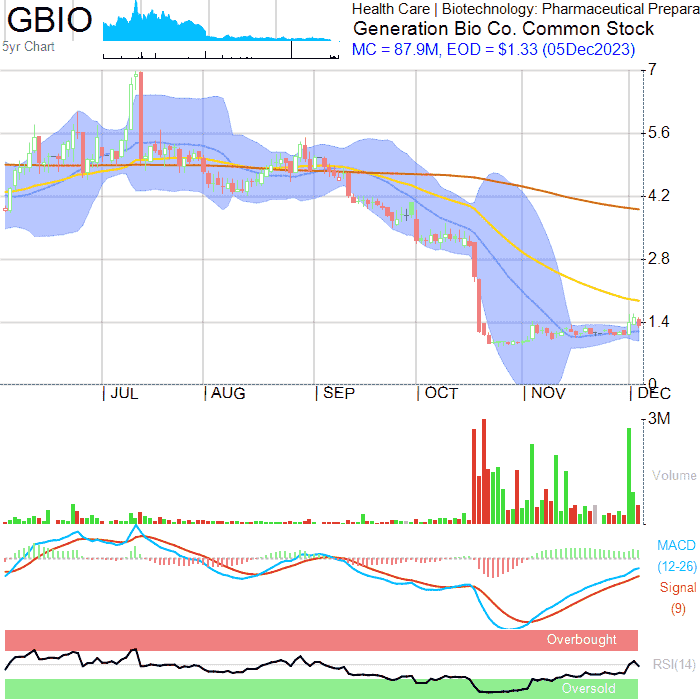 GBIO
5yr Chart
Health Care | Biotechnology: Pharmaceutical Prepara
Generation Bio Co. Common Stock
MC = 87.9M, EOD = $1.33 (05Dec2023)
7
5.6
4.2
2.8
1.4
0
JUL AUG SEP OCT NOV DEC
3M
Volume
MACD
(12-26)
Signal
(9)
Overbought
RSI(14)
Oversold